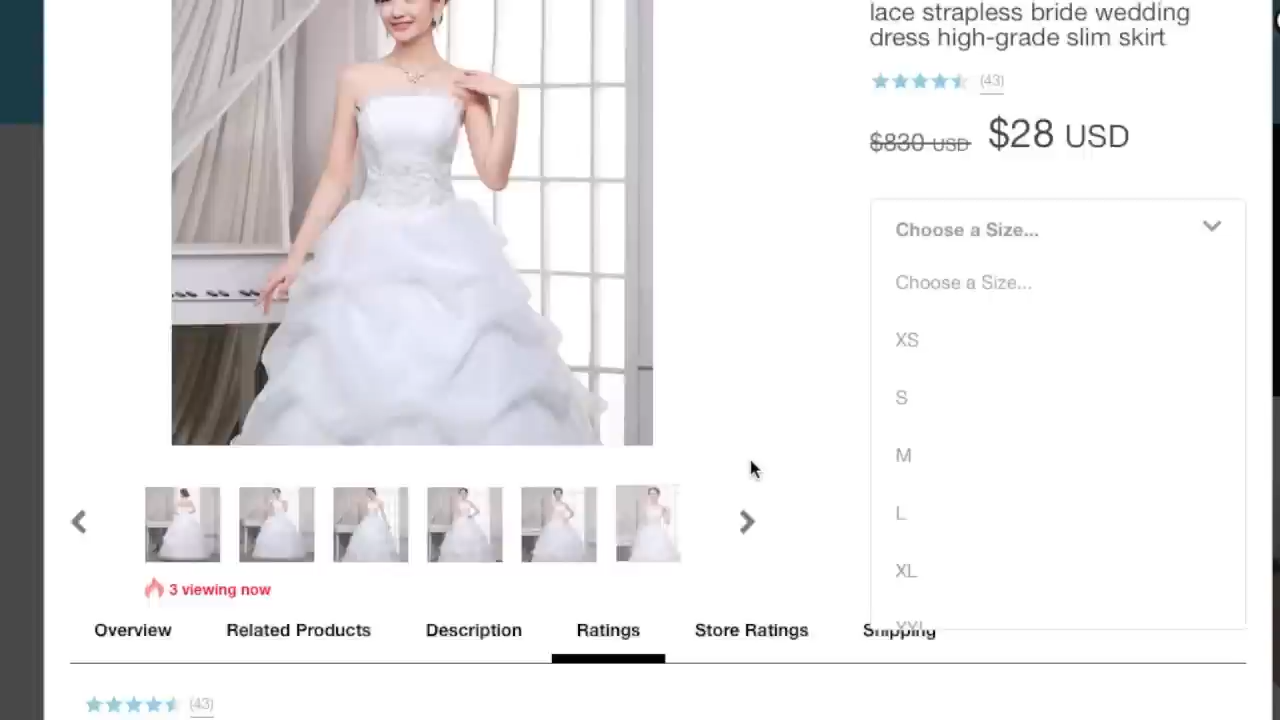 lace strapless bride wedding
dress high-grade slim skirt
(43)
$830 USD $28 USD
Choose a Size...
Choose a Size...
XS
S
M
L
XL
XXL
3 viewing now
Overview Related Products Description Ratings Store Ratings Shipping
(43)